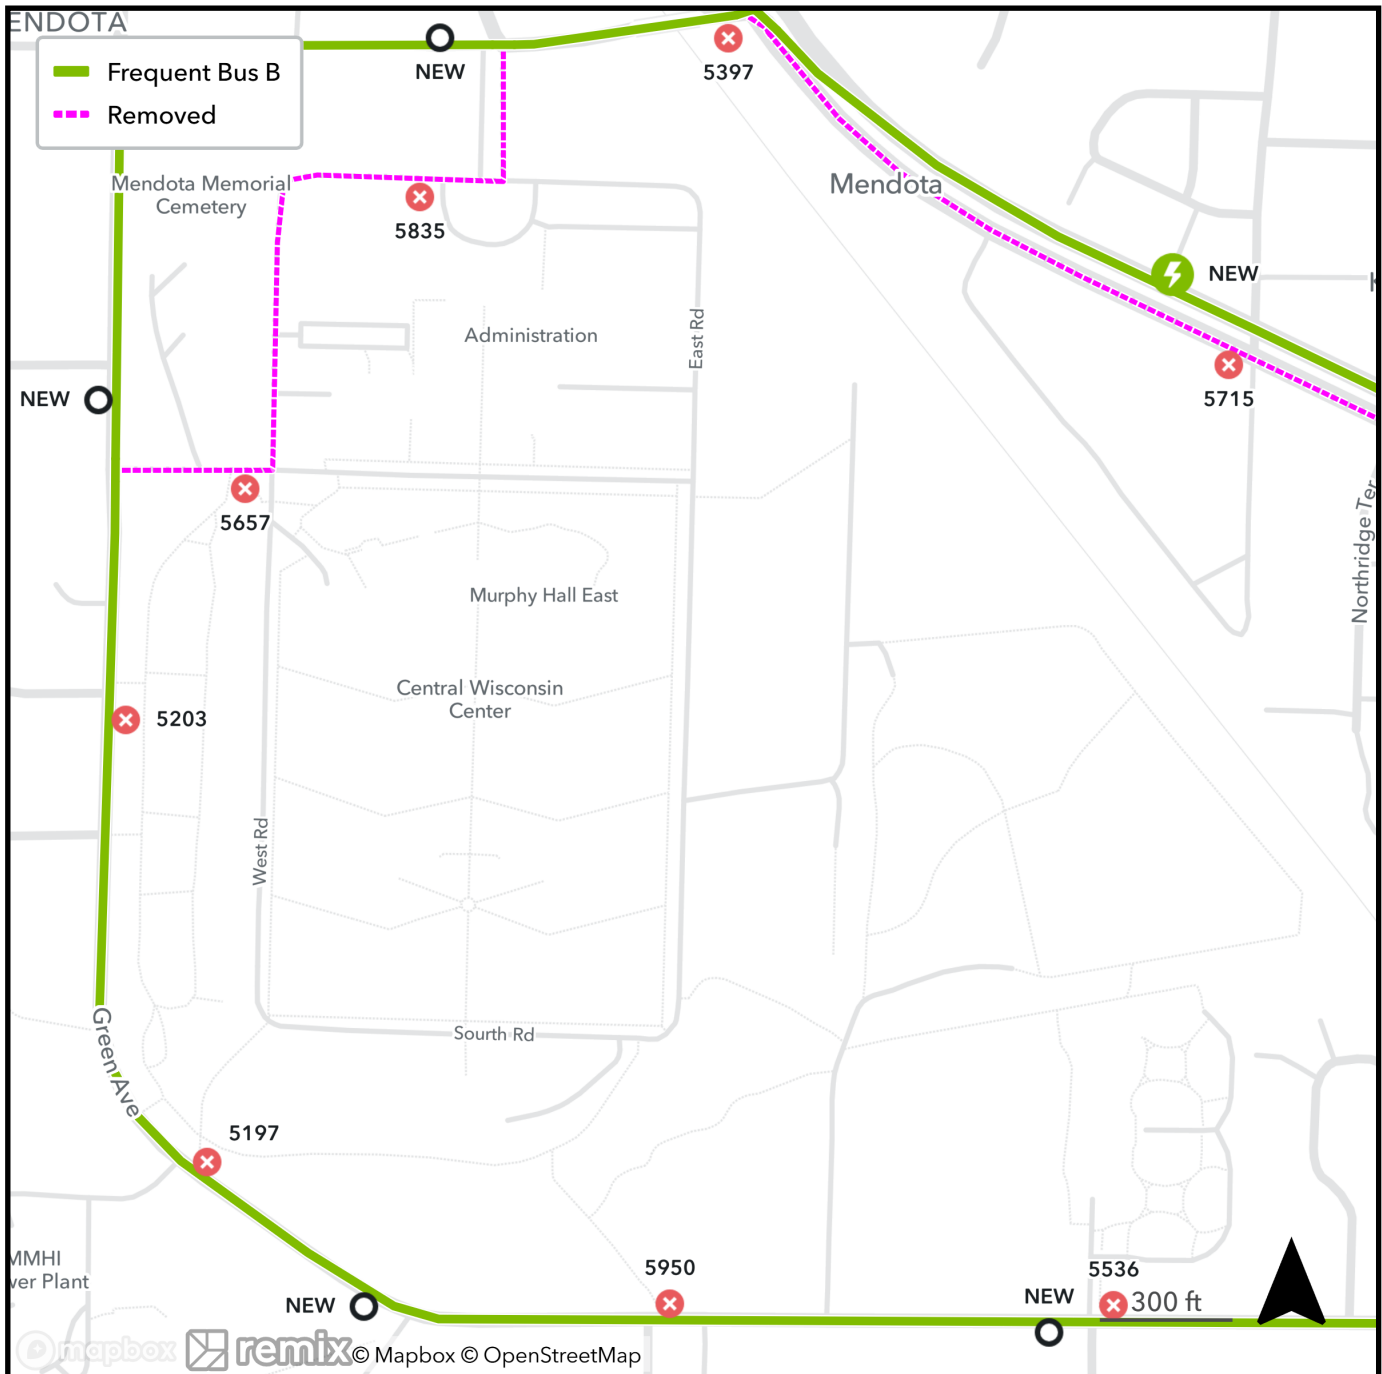 ENDOTA
Frequent Bus B
Removed
NEW
5397
Mendota Memorial
Cemetery
5835
Mendota
NEW
Administration
East Rd
5715
NEW
5657
Northridge Ter
Murphy Hall East
Central Wisconsin
Center
5203
West Rd
Green Ave
Sourth Rd
5197
MMHI
wer Plant
NEW
5950
5536
NEW
300 ft
mapbox
remix
© Mapbox © OpenStreetMap